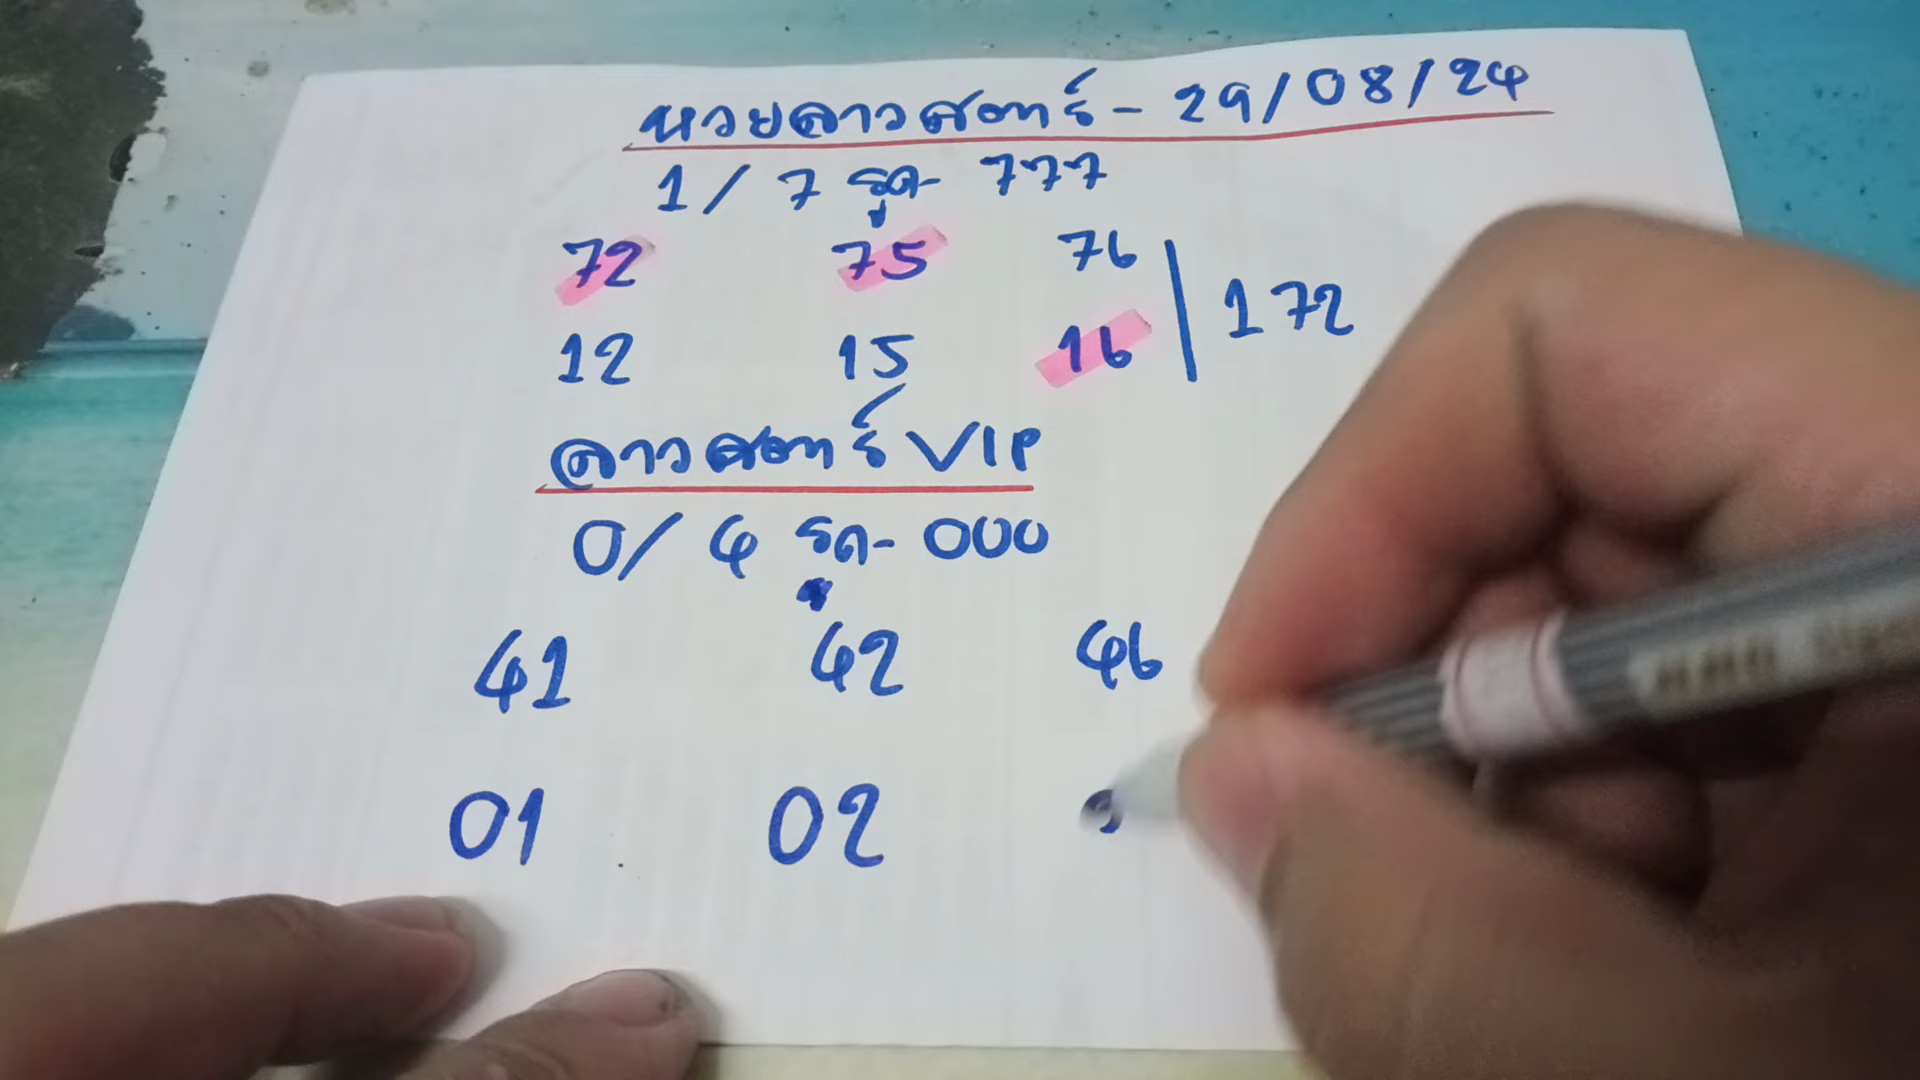 หวยลาวสตาร์ - 29/08/24
1 / 7 รูด - 777
72 75 76
12 15 16 | 172
ลาวสตาร์ VIP
0 / 4 รูด - 000
41 42 46
01 02